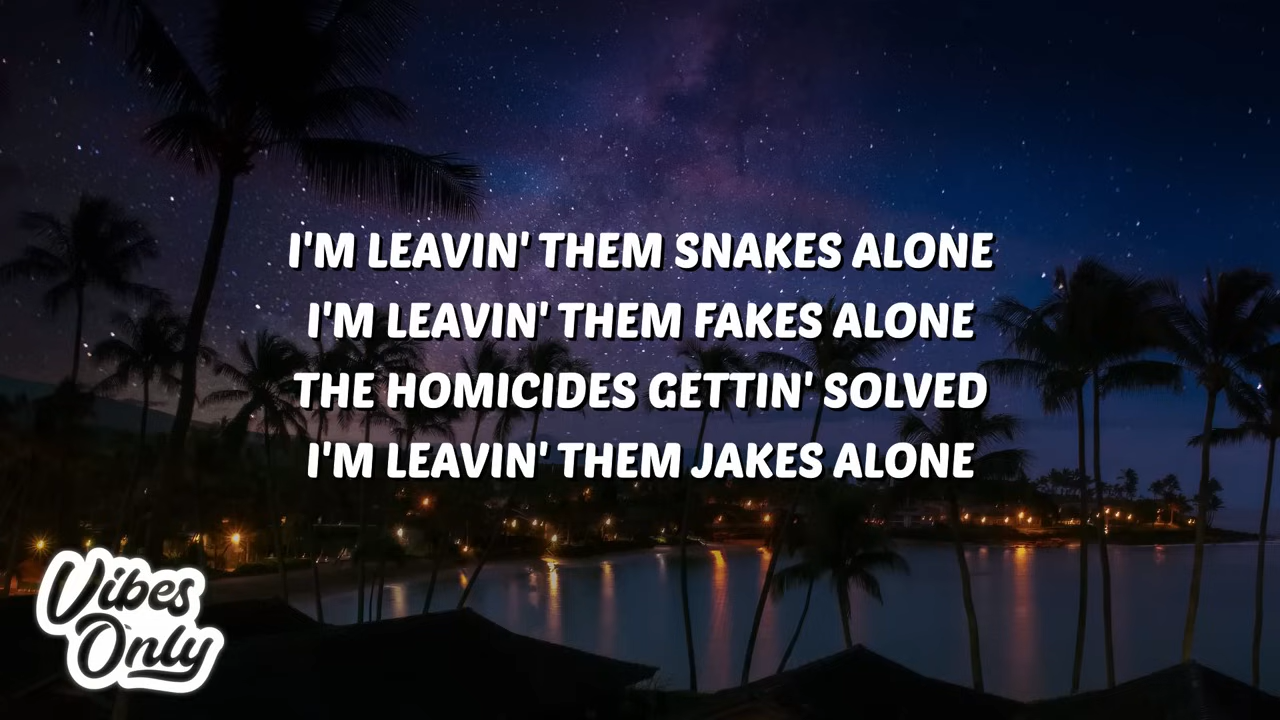 I'M LEAVIN' THEM SNAKES ALONE
I'M LEAVIN' THEM FAKES ALONE
THE HOMICIDES GETTIN' SOLVED
I'M LEAVIN' THEM JAKES ALONE
Vibes
Only